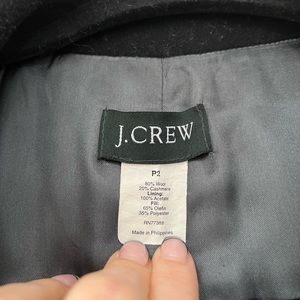 J.CREW
P2
80% Wool
20% Cashmere
Lining:
100% Acetate
Fill:
65% Olefin
35% Polyester
RN77388
Made in Philippines